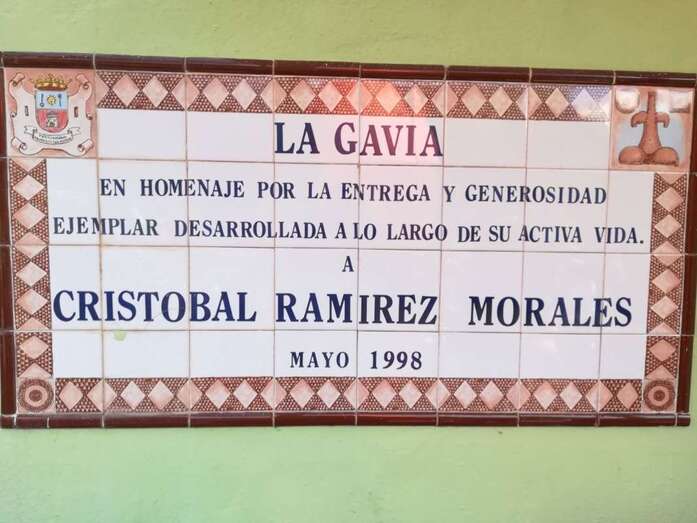 LA GAVIA
EN HOMENAJE POR LA ENTREGA Y GENEROSIDAD
EJEMPLAR DESARROLLADA A LO LARGO DE SU ACTIVA VIDA.
A
CRISTOBAL RAMIREZ MORALES
MAYO 1998